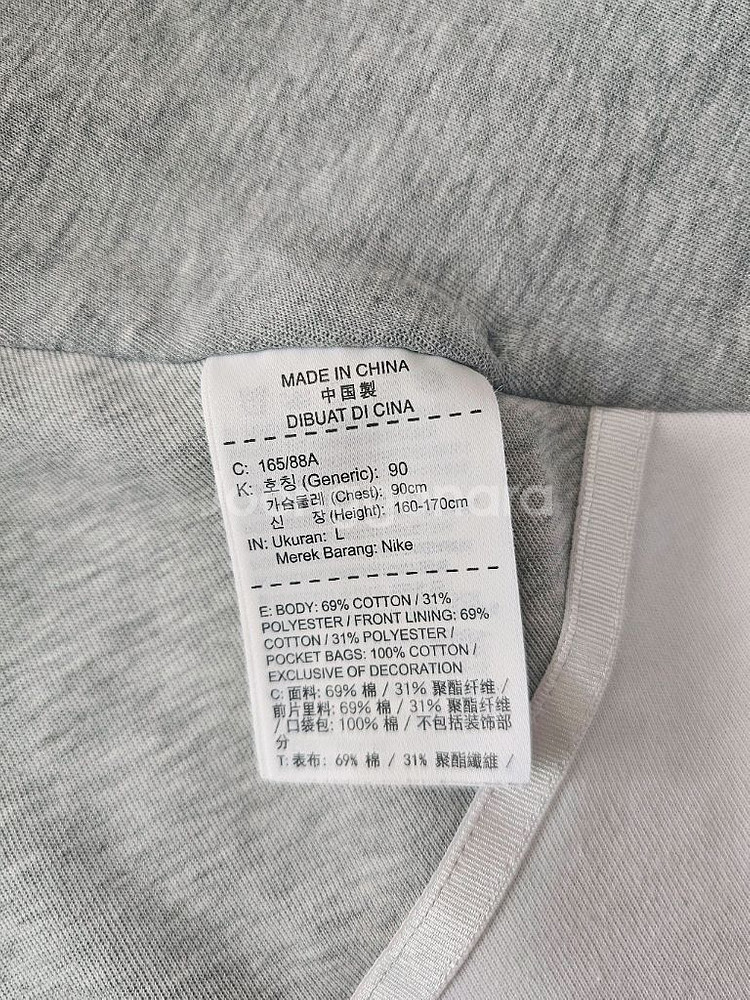 MADE IN CHINA
中国製
DIBUAT DI CINA
C: 165/88A
K: 호칭 (Generic): 90
가슴둘레 (Chest): 90cm
신 장 (Height): 160-170cm
IN: Ukuran: L
Merek Barang: Nike
E: BODY: 69% COTTON / 31%
POLYESTER / FRONT LINING: 69%
COTTON / 31% POLYESTER /
POCKET BAGS: 100% COTTON /
EXCLUSIVE OF DECORATION
C: 面料: 69% 棉 / 31% 聚酯纤维 /
前片里料: 69% 棉 / 31% 聚酯纤维
/ 口袋包: 100% 棉 / 不包括装饰部
分
T: 表布: 69% 棉 / 31% 聚酯纖維 /